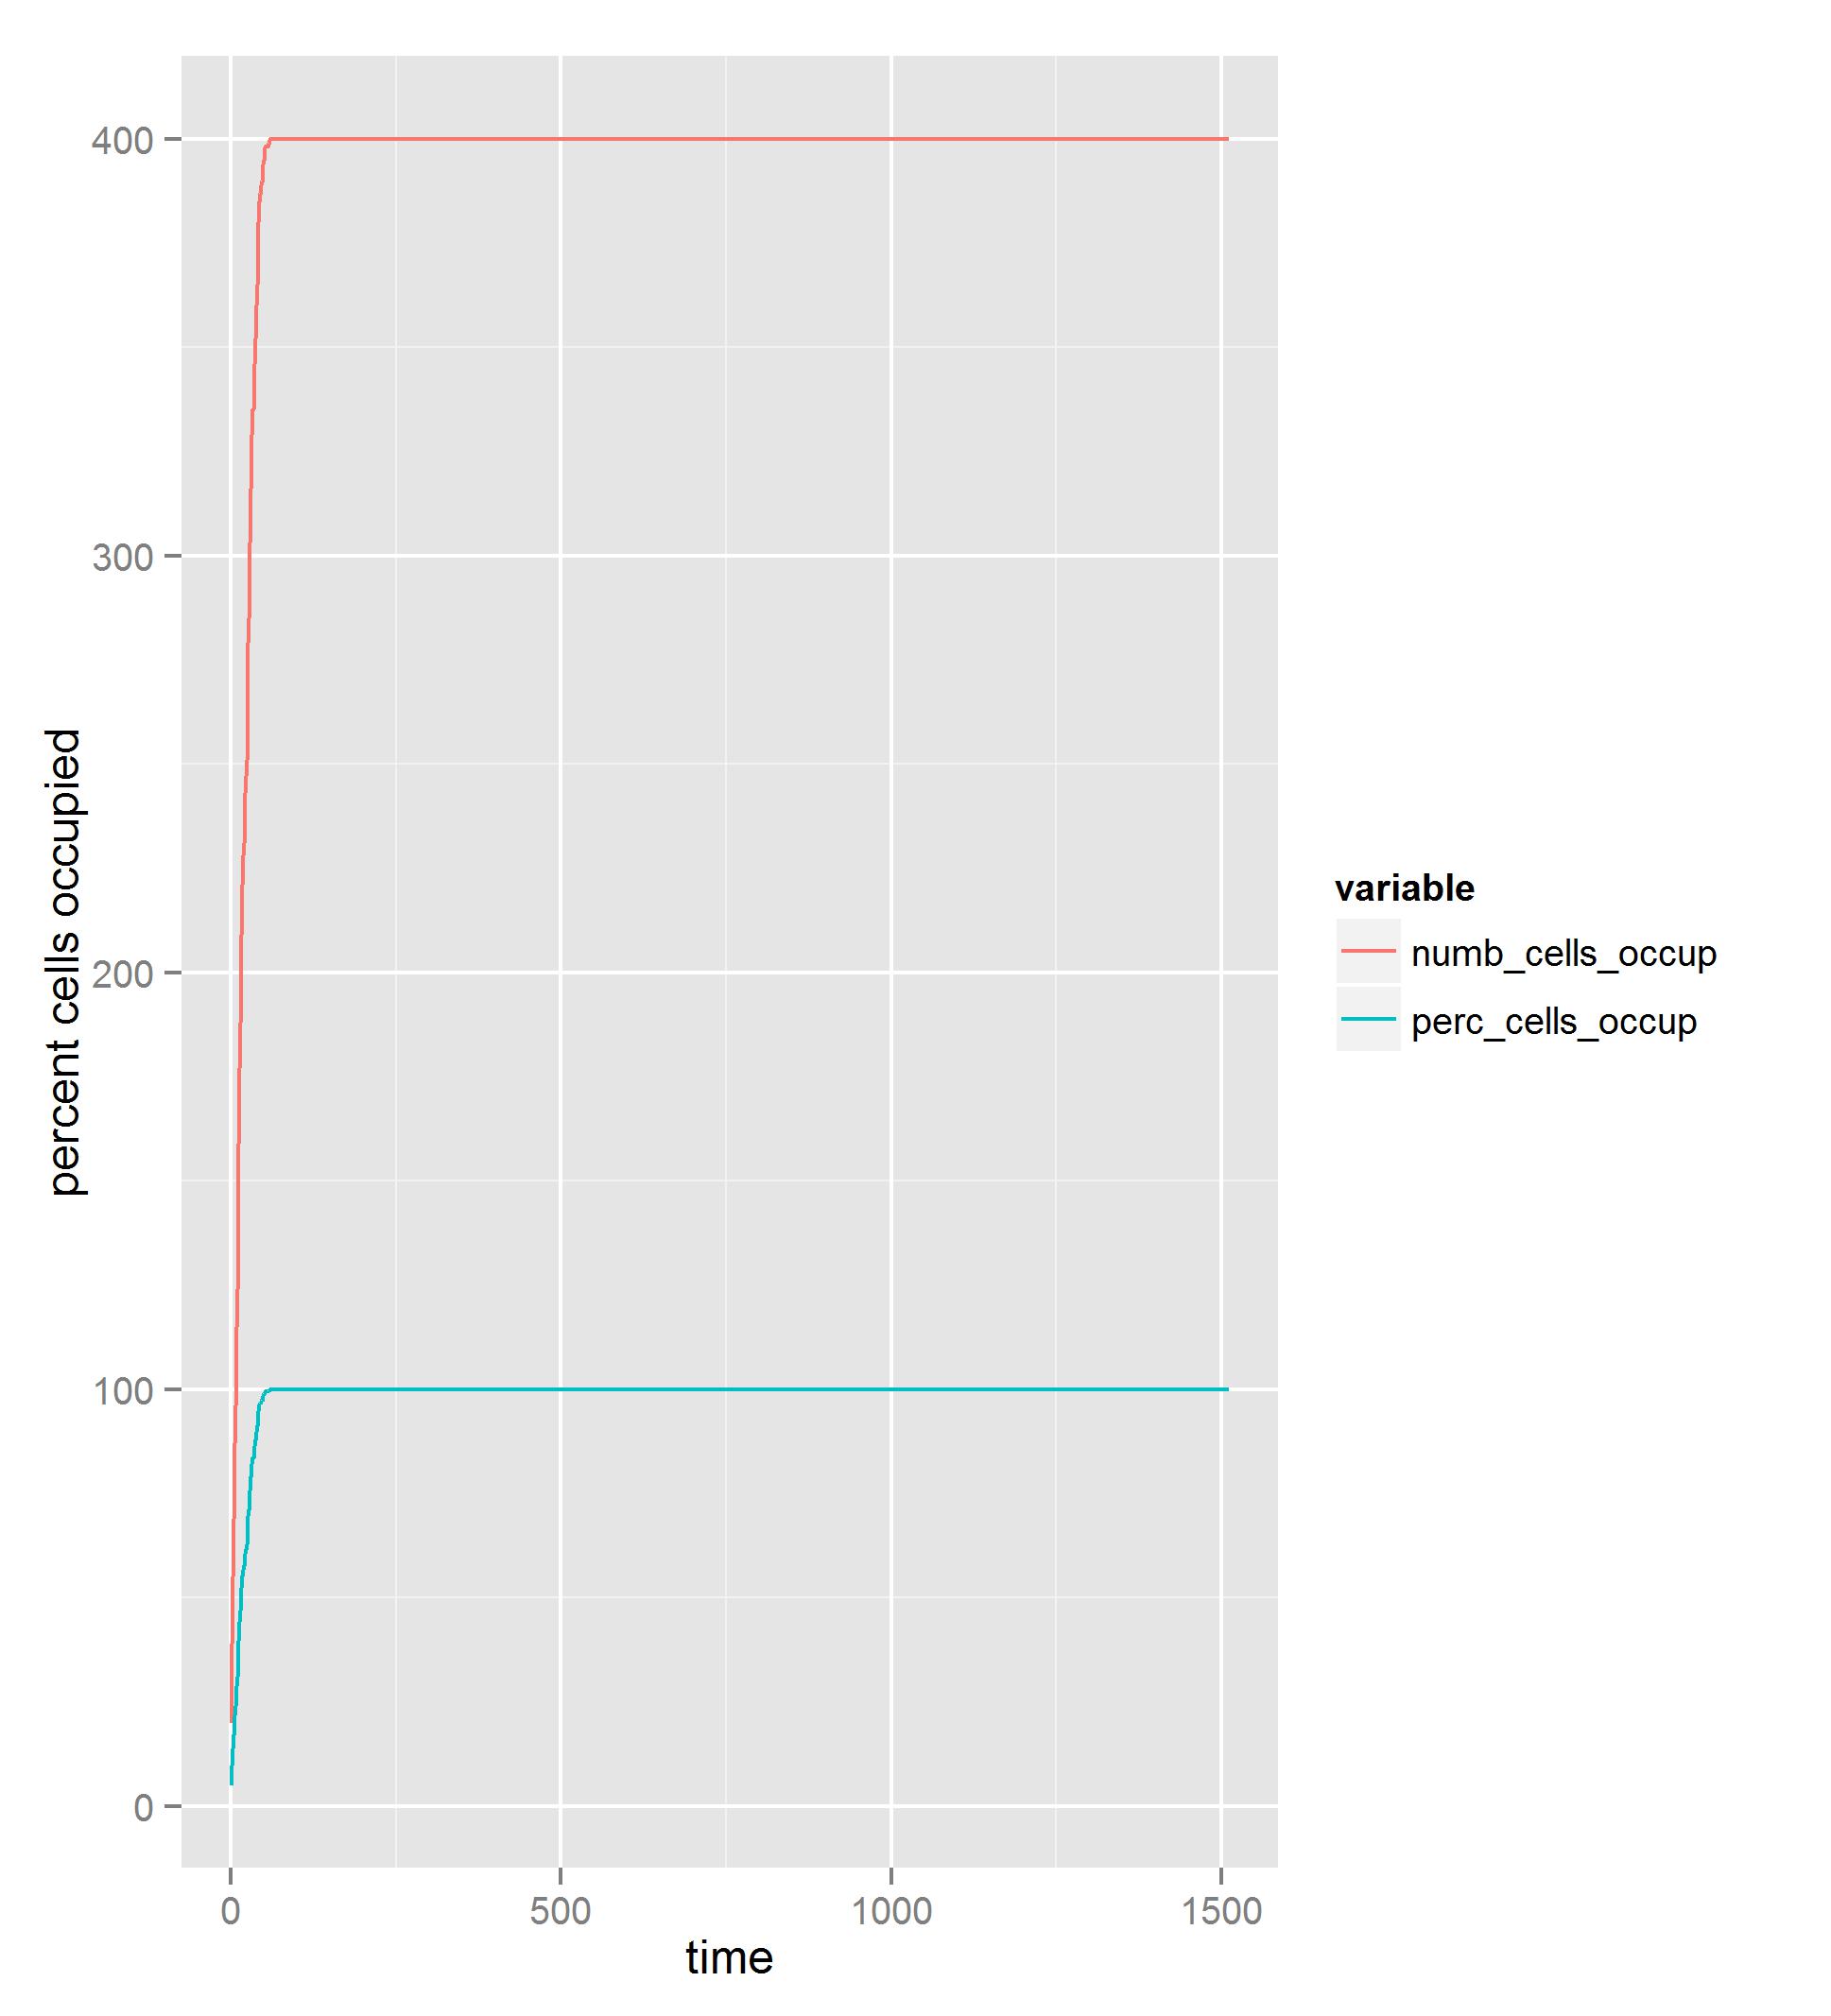 percent cells occupied
400
300
200
100
0
0 500 1000 1500
time
variable
numb_cells_occup
perc_cells_occup